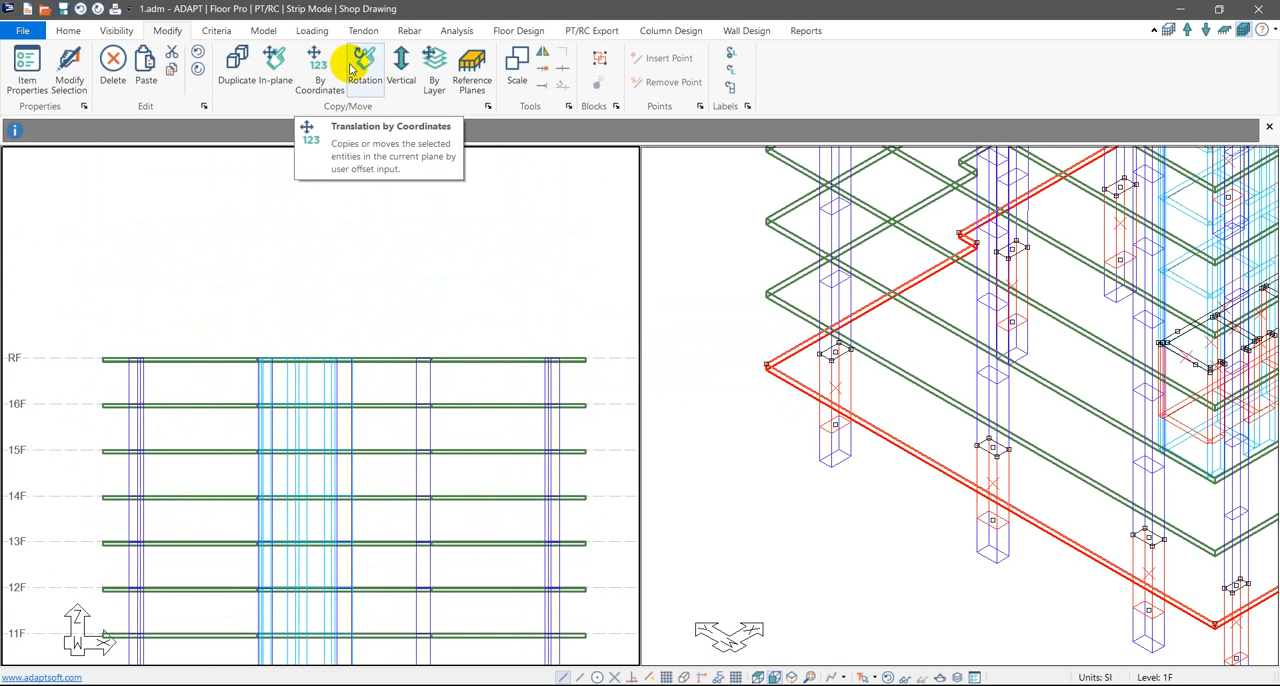 1.adm | ADAPT | Floor Pro | PT/RC | Strip Mode | Shop Drawing
File Home Visibility Modify Criteria Model Loading Tendon Rebar Analysis Floor Design PT/RC Export Column Design Wall Design Reports
Item Properties
Modify Selection
Delete
Paste
Duplicate
In-plane
123
By Coordinates
Rotation
Vertical
By Layer
Reference Planes
Scale
Insert Point
Remove Point
Properties Edit Copy/Move Tools Blocks Points Labels
Translation by Coordinates
123
Copies or moves the selected
entities in the current plane by
user offset input.
RF
16F
15F
14F
13F
12F
11F
Z
W X
www.adaptsoft.com
Units: SI
Level: 1F